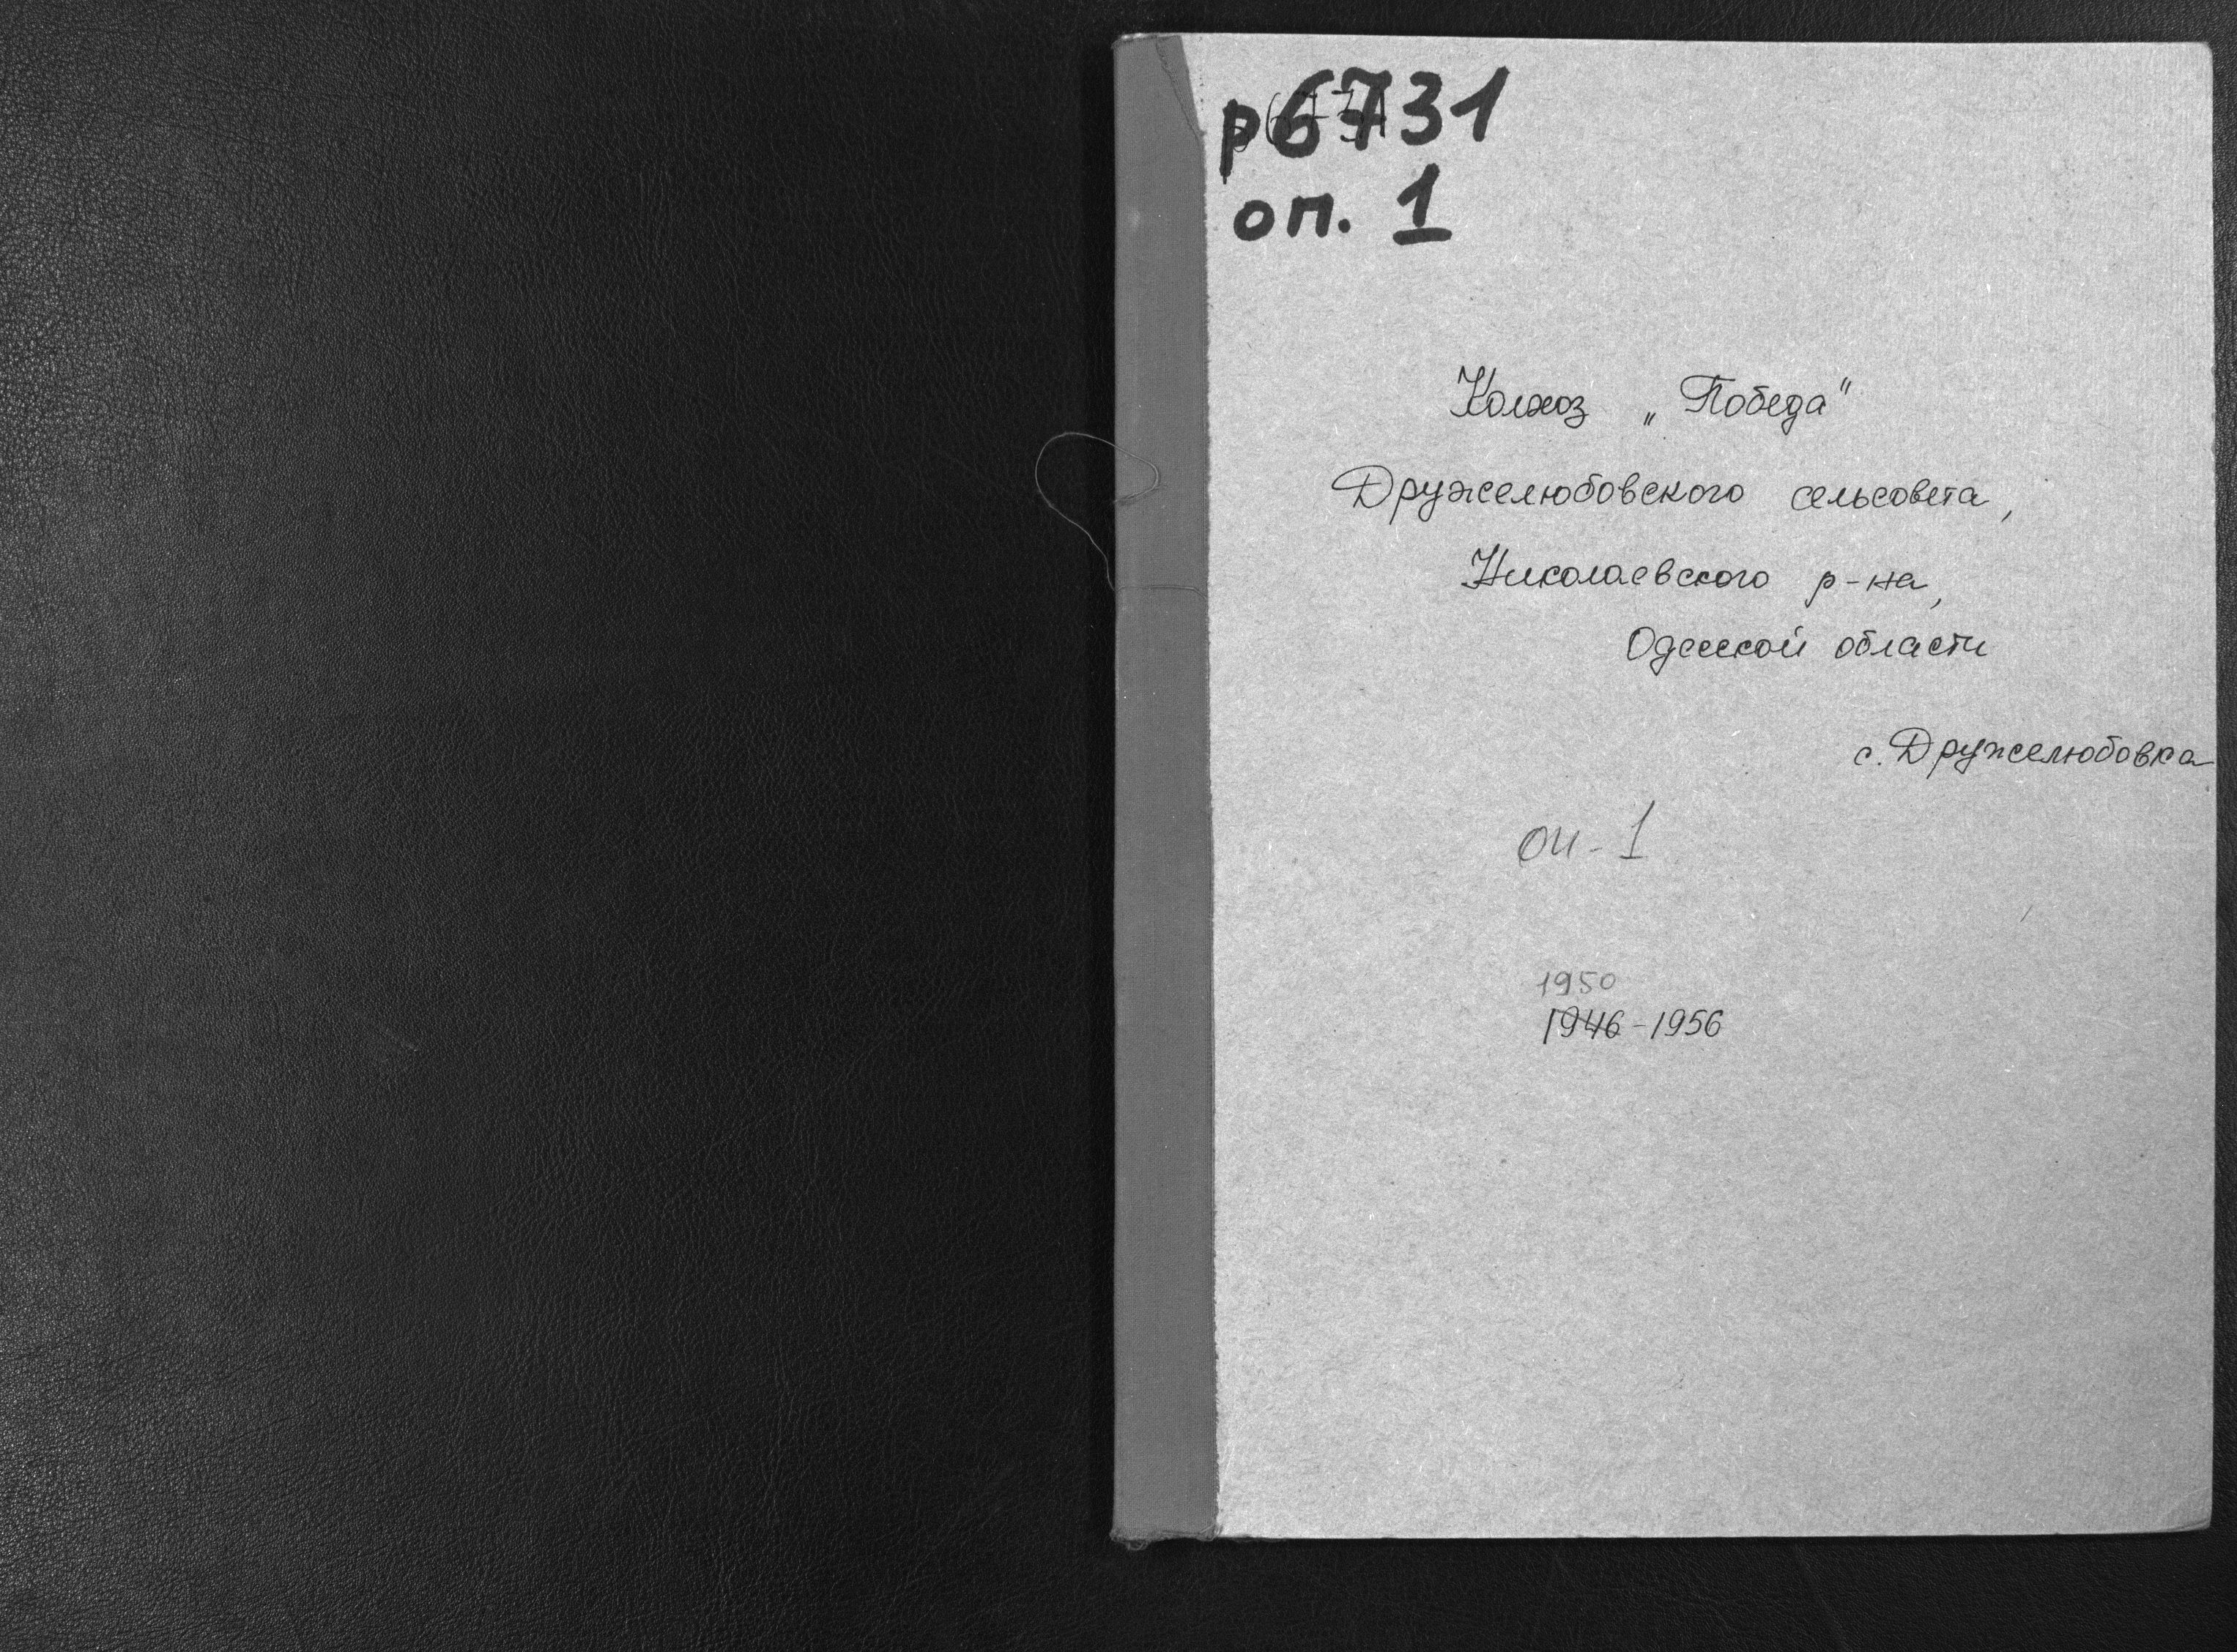 р6731
оп. 1
Колхоз „Победа"
Дружелюбовского сельсовета,
Николаевского р-на,
Одесской области
с. Дружелюбовка
оп-1
1950
1946-1956